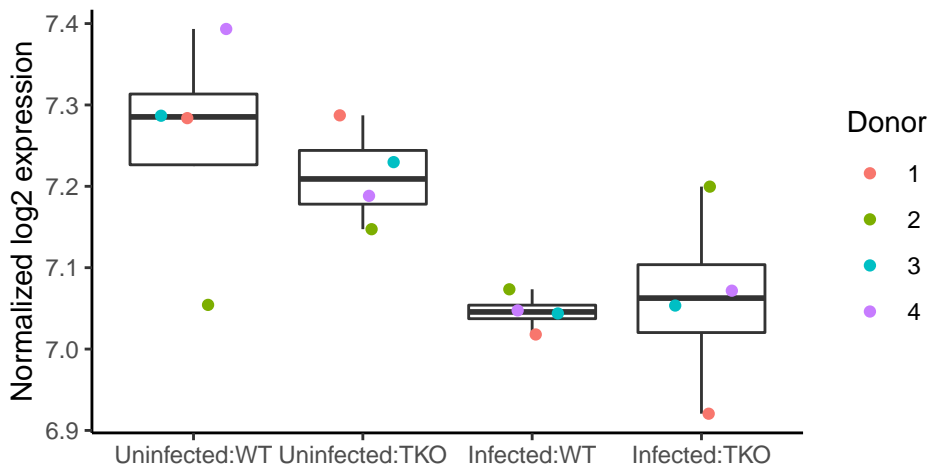 Normalized log2 expression
7.4
7.3
7.2
7.1
7.0
6.9
Uninfected:WT
Uninfected:TKO
Infected:WT
Infected:TKO
Donor
1
2
3
4